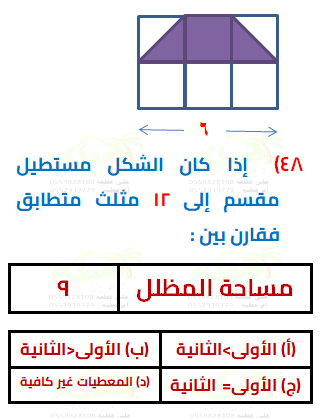 ٦
٤٨) إذا كان الشكل مستطيل
مقسم إلى ١٢ مثلث متطابق
فقارن بين :
مساحة المظلل ٩
(أ) الأولى>الثانية (ب) الأولى<الثانية
(ج) الأولى= الثانية (د) المعطيات غير كافية